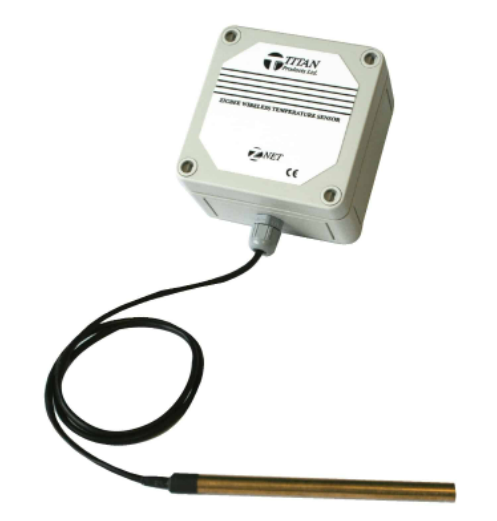 TITAN
Products Ltd.
ZIGBEE WIRELESS TEMPERATURE SENSOR
Z NET
CE